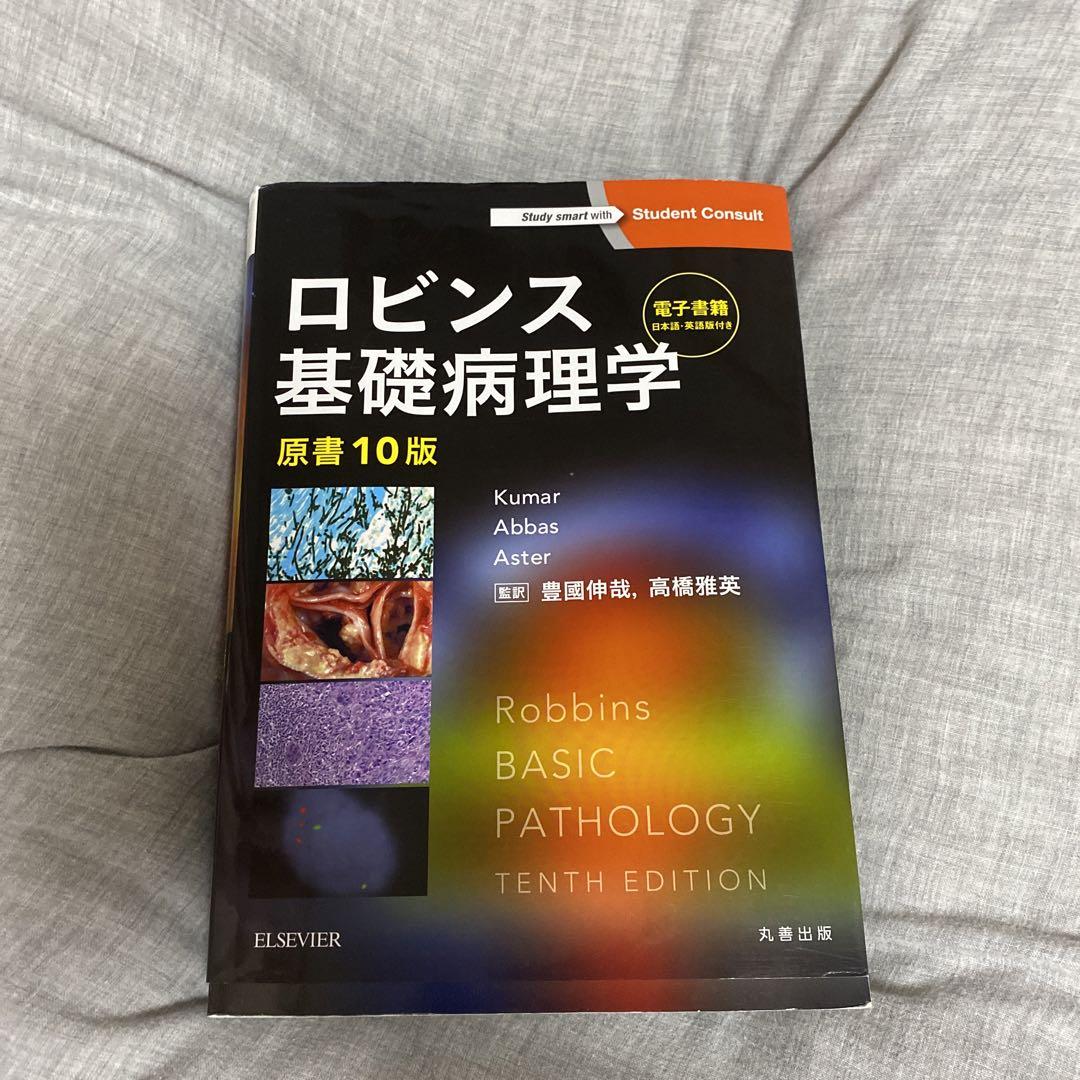 Study smart with Student Consult
ロビンス
基礎病理学
電子書籍
日本語・英語版付き
原書10版
Kumar
Abbas
Aster
監訳 豊國伸哉, 高橋雅英
Robbins
BASIC
PATHOLOGY
TENTH EDITION
ELSEVIER
丸善出版